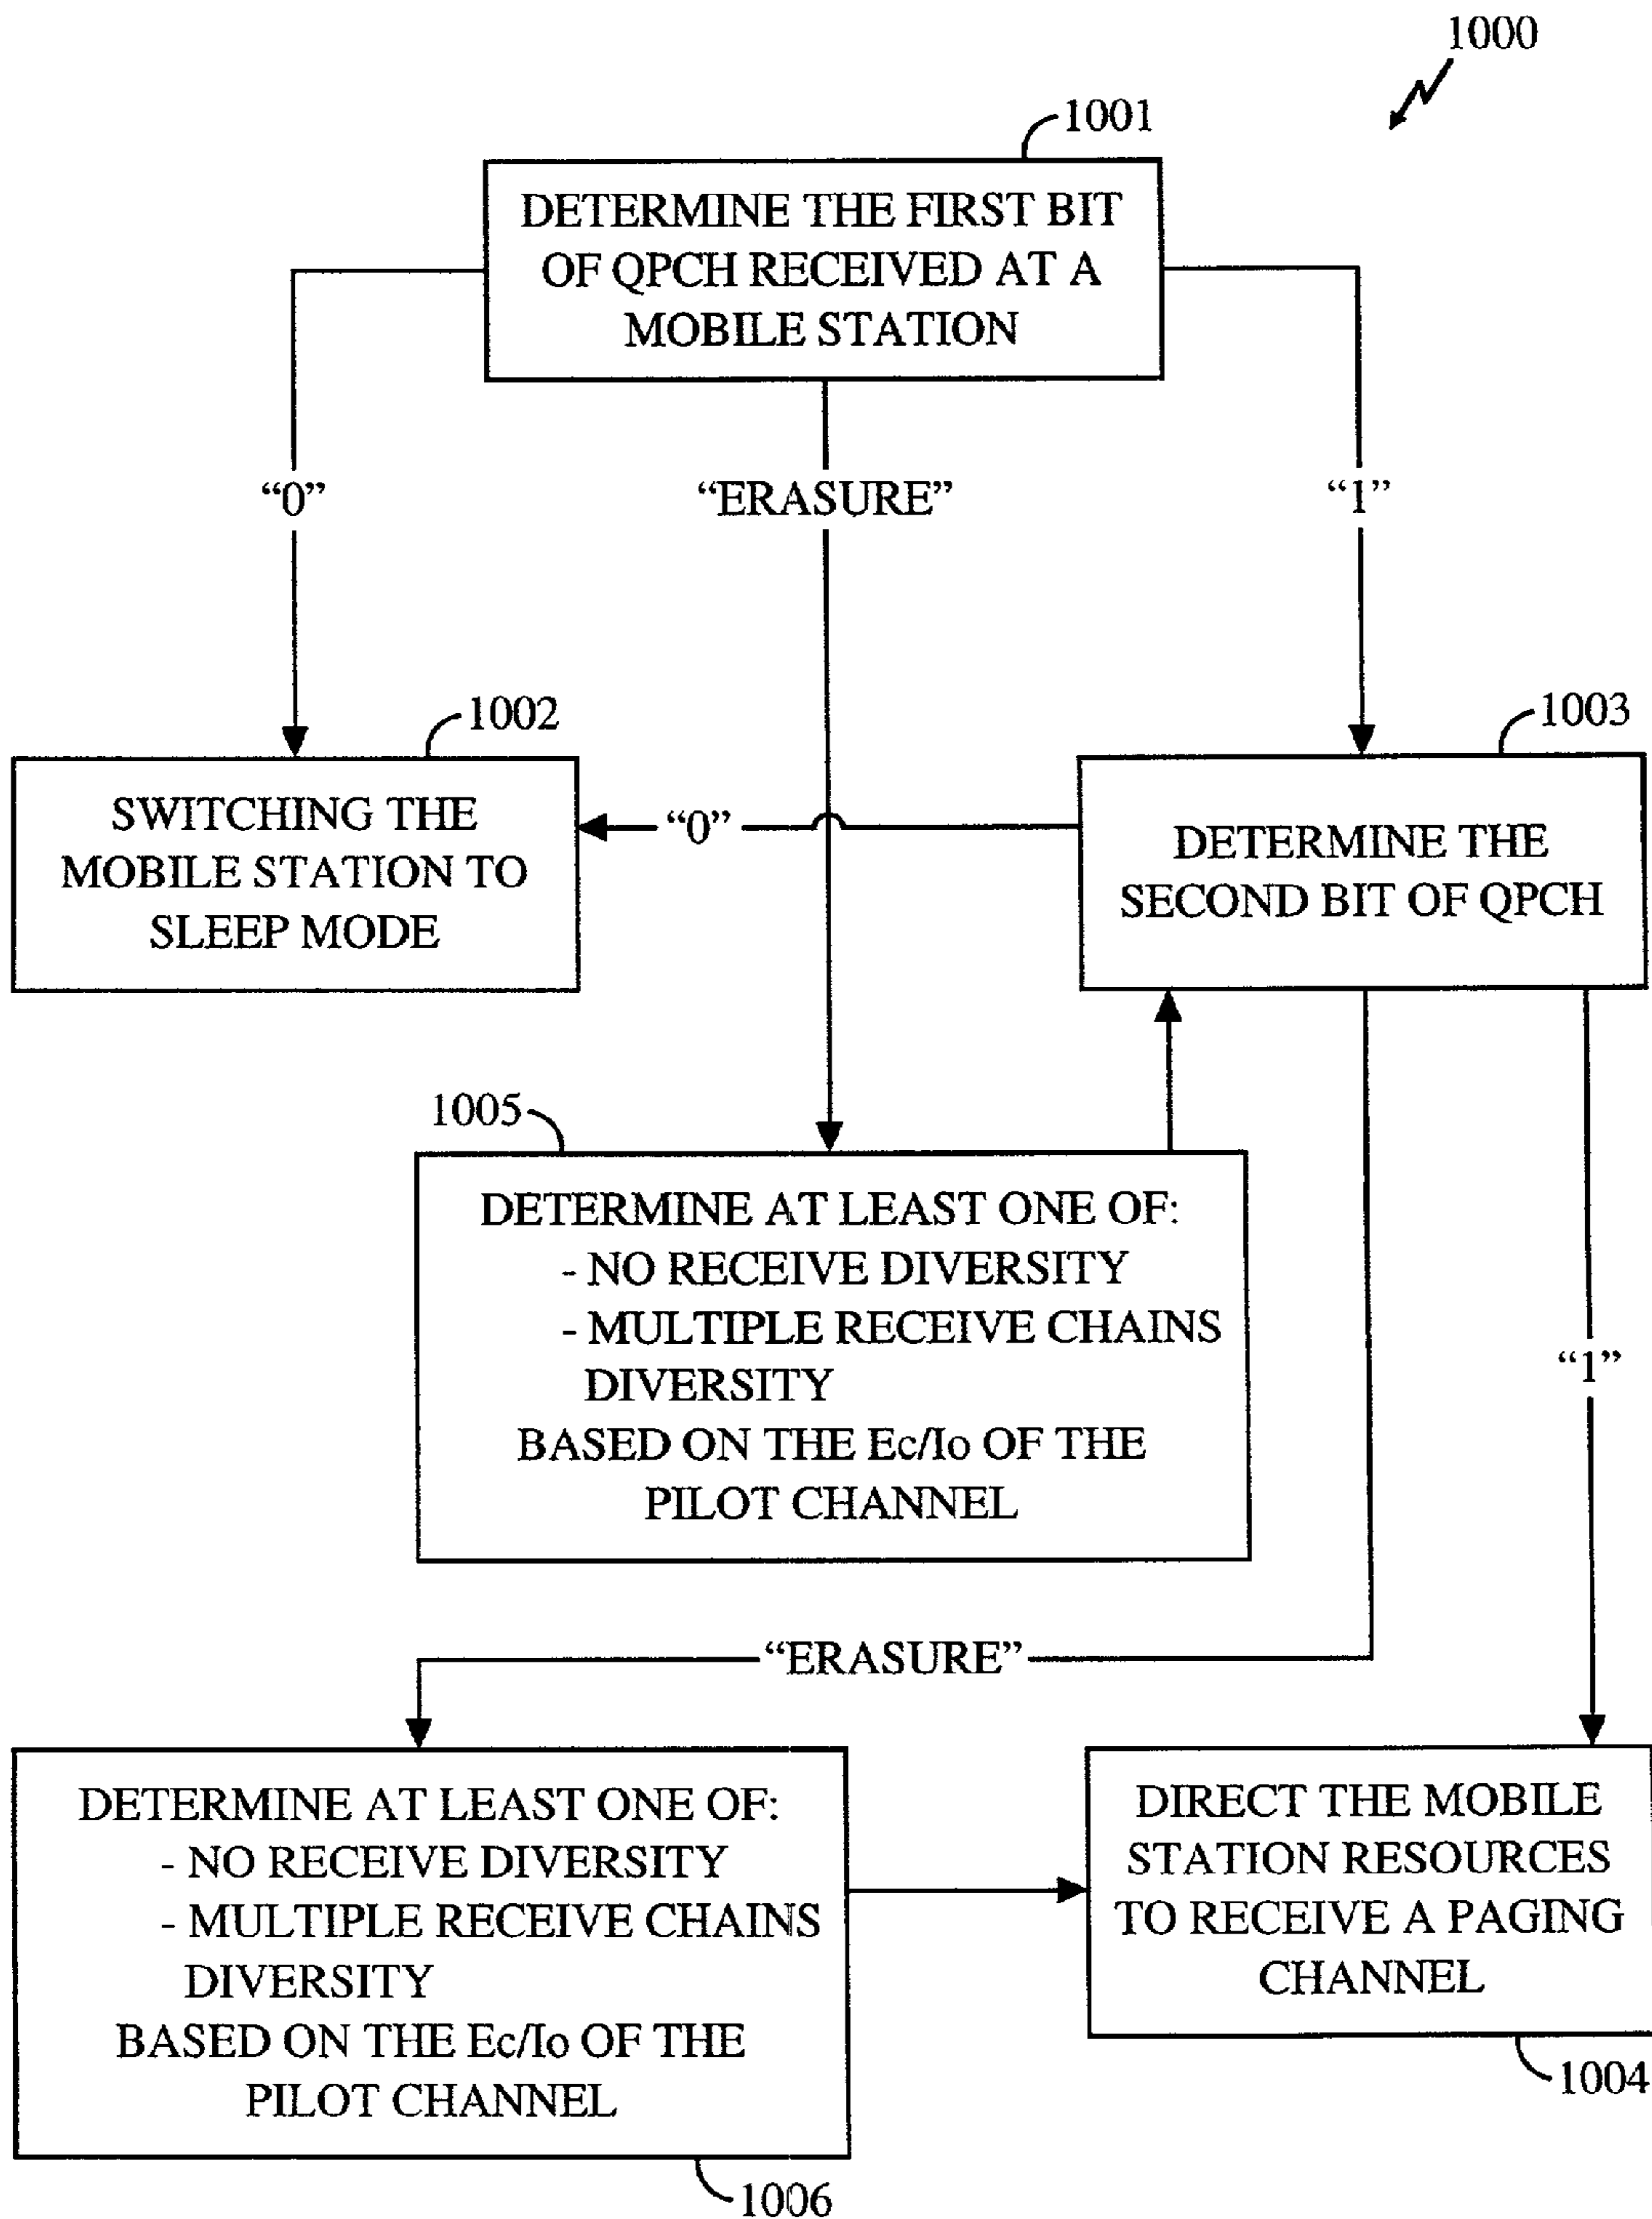 1000
1001
DETERMINE THE FIRST BIT
OF QPCH RECEIVED AT A
MOBILE STATION
“0”
“ERASURE”
“1”
1002
SWITCHING THE
MOBILE STATION TO
SLEEP MODE
“0”
1003
DETERMINE THE
SECOND BIT OF QPCH
1005
DETERMINE AT LEAST ONE OF:
- NO RECEIVE DIVERSITY
- MULTIPLE RECEIVE CHAINS
DIVERSITY
BASED ON THE Ec/Io OF THE
PILOT CHANNEL
“1”
“ERASURE”
DETERMINE AT LEAST ONE OF:
- NO RECEIVE DIVERSITY
- MULTIPLE RECEIVE CHAINS
DIVERSITY
BASED ON THE Ec/Io OF THE
PILOT CHANNEL
1006
DIRECT THE MOBILE
STATION RESOURCES
TO RECEIVE A PAGING
CHANNEL
1004